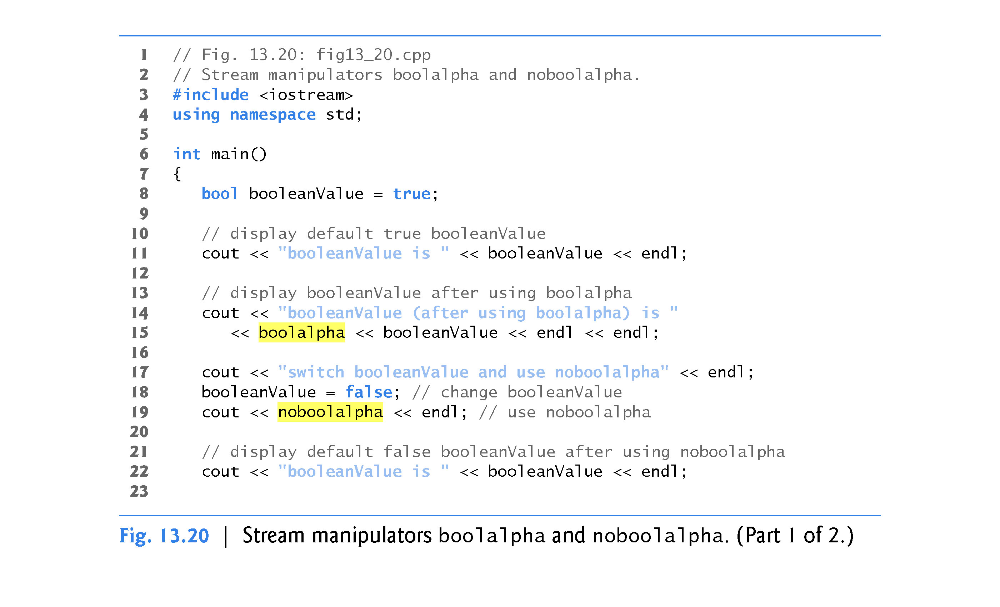 1 // Fig. 13.20: fig13_20.cpp
2 // Stream manipulators boolalpha and noboolalpha.
3 #include <iostream>
4 using namespace std;
5
6 int main()
7 {
8    bool booleanValue = true;
9
10    // display default true booleanValue
11    cout << "booleanValue is " << booleanValue << endl;
12
13    // display booleanValue after using boolalpha
14    cout << "booleanValue (after using boolalpha) is "
15       << boolalpha << booleanValue << endl << endl;
16
17    cout << "switch booleanValue and use noboolalpha" << endl;
18    booleanValue = false; // change booleanValue
19    cout << noboolalpha << endl; // use noboolalpha
20
21    // display default false booleanValue after using noboolalpha
22    cout << "booleanValue is " << booleanValue << endl;
23
Fig. 13.20 | Stream manipulators boolalpha and noboolalpha. (Part 1 of 2.)